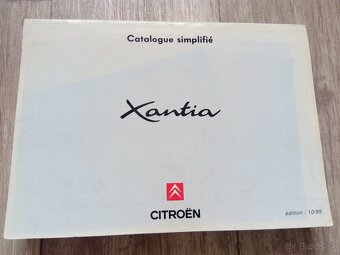 Catalogue simplifié
Xantia
CITROËN
édition : 10/95